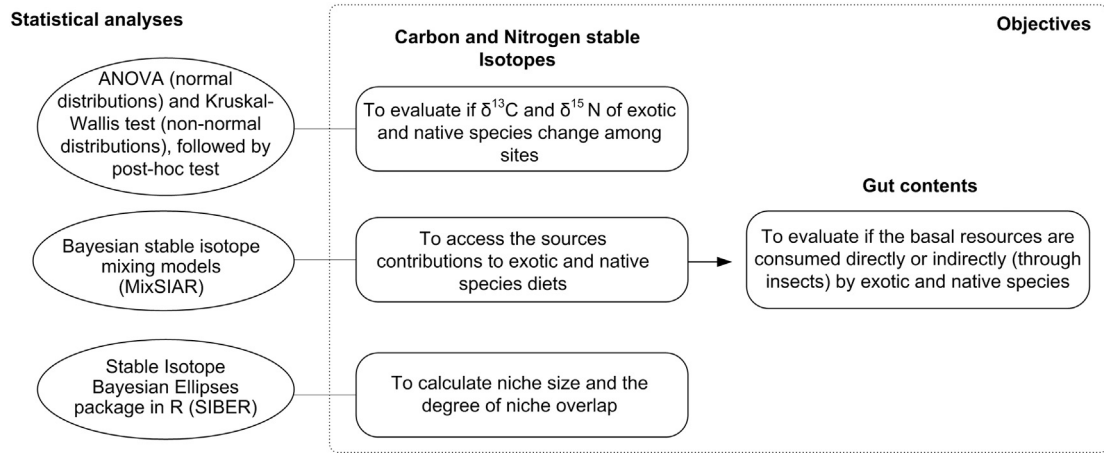 Statistical analyses
Objectives
Carbon and Nitrogen stable
Isotopes
ANOVA (normal
distributions) and Kruskal-
Wallis test (non-normal
distributions), followed by
post-hoc test
To evaluate if δ¹³C and δ¹⁵ N of exotic
and native species change among
sites
Gut contents
Bayesian stable isotope
mixing models
(MixSIAR)
To access the sources
contributions to exotic and native
species diets
To evaluate if the basal resources are
consumed directly or indirectly (through
insects) by exotic and native species
Stable Isotope
Bayesian Ellipses
package in R (SIBER)
To calculate niche size and the
degree of niche overlap